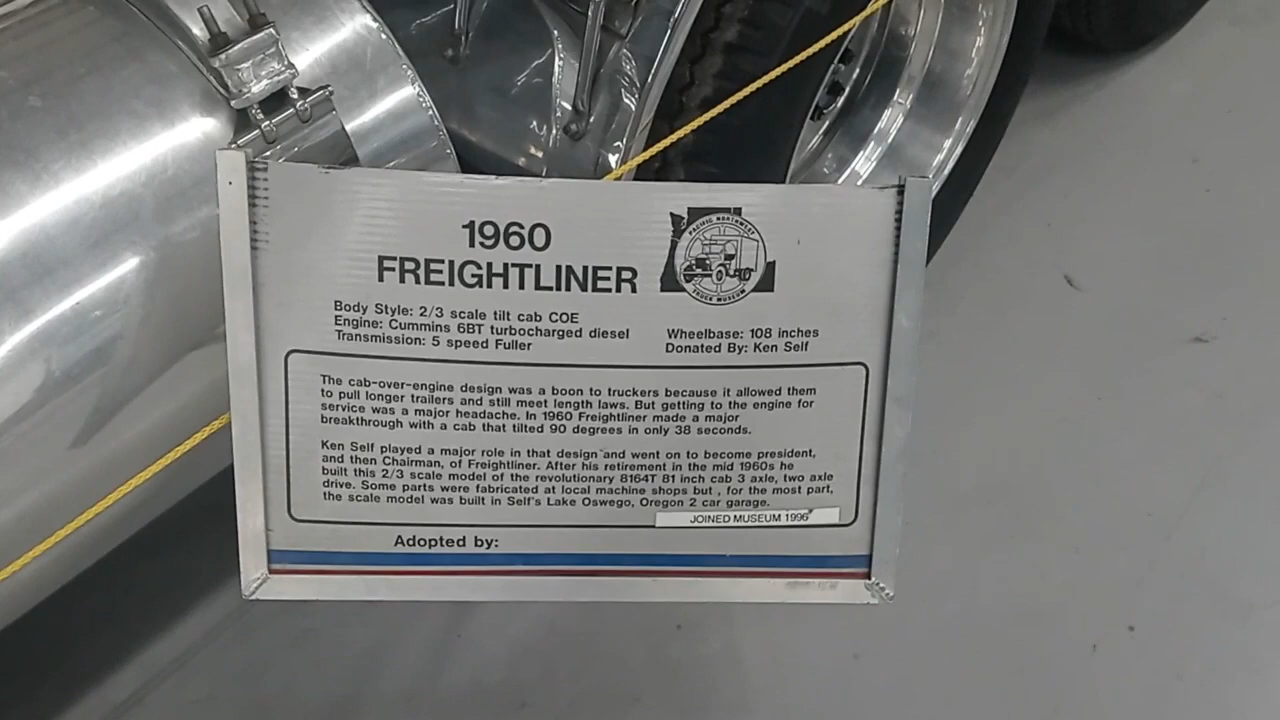 1960
FREIGHTLINER
PACIFIC NORTHWEST
TRUCK MUSEUM
Body Style: 2/3 scale tilt cab COE
Engine: Cummins 6BT turbocharged diesel
Transmission: 5 speed Fuller
Wheelbase: 108 inches
Donated By: Ken Self
The cab-over-engine design was a boon to truckers because it allowed them
to pull longer trailers and still meet length laws. But getting to the engine for
service was a major headache. In 1960 Freightliner made a major
breakthrough with a cab that tilted 90 degrees in only 38 seconds.
Ken Self played a major role in that design and went on to become president,
and then Chairman, of Freightliner. After his retirement in the mid 1960s he
built this 2/3 scale model of the revolutionary 8164T 81 inch cab 3 axle, two axle
drive. Some parts were fabricated at local machine shops but , for the most part,
the scale model was built in Self's Lake Oswego, Oregon 2 car garage.
JOINED MUSEUM 1996
Adopted by: